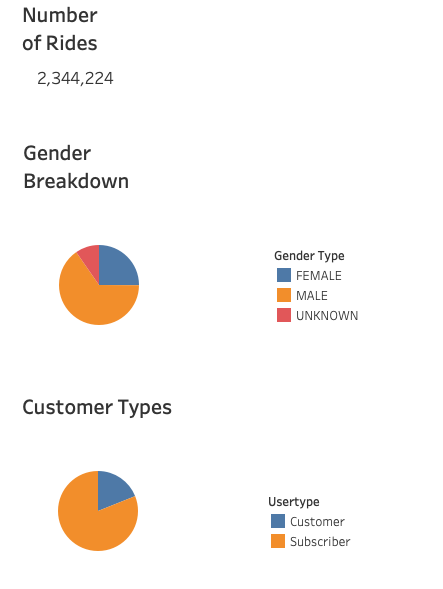 Number
of Rides
2,344,224
Gender
Breakdown
Gender Type
FEMALE
MALE
UNKNOWN
Customer Types
Usertype
Customer
Subscriber